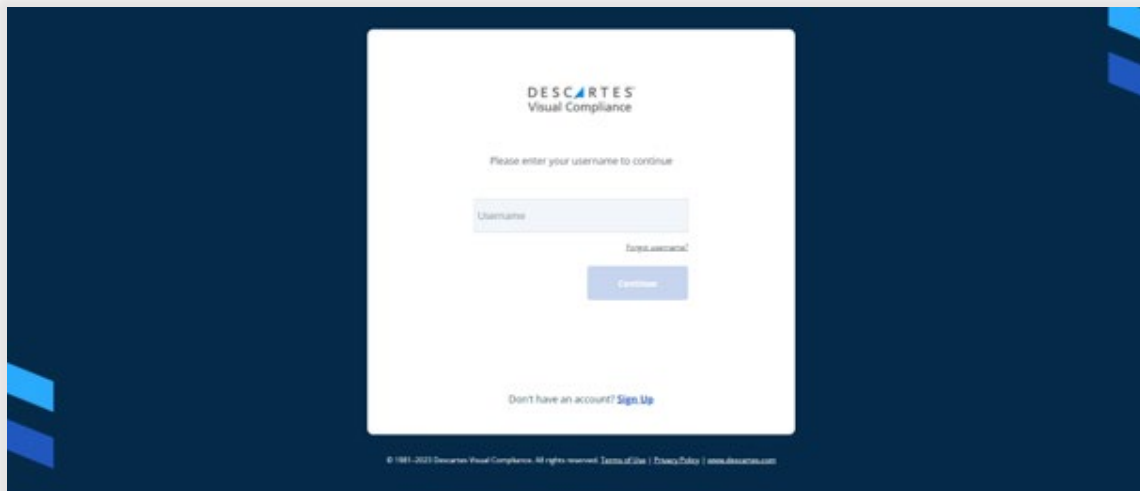 DESCARTES
Visual Compliance
Please enter your username to continue
Username
Forgot username?
Continue
Don't have an account? Sign Up
© 1981–2023 Descartes Visual Compliance. All rights reserved. Terms of Use | Privacy Policy | www.descartes.com